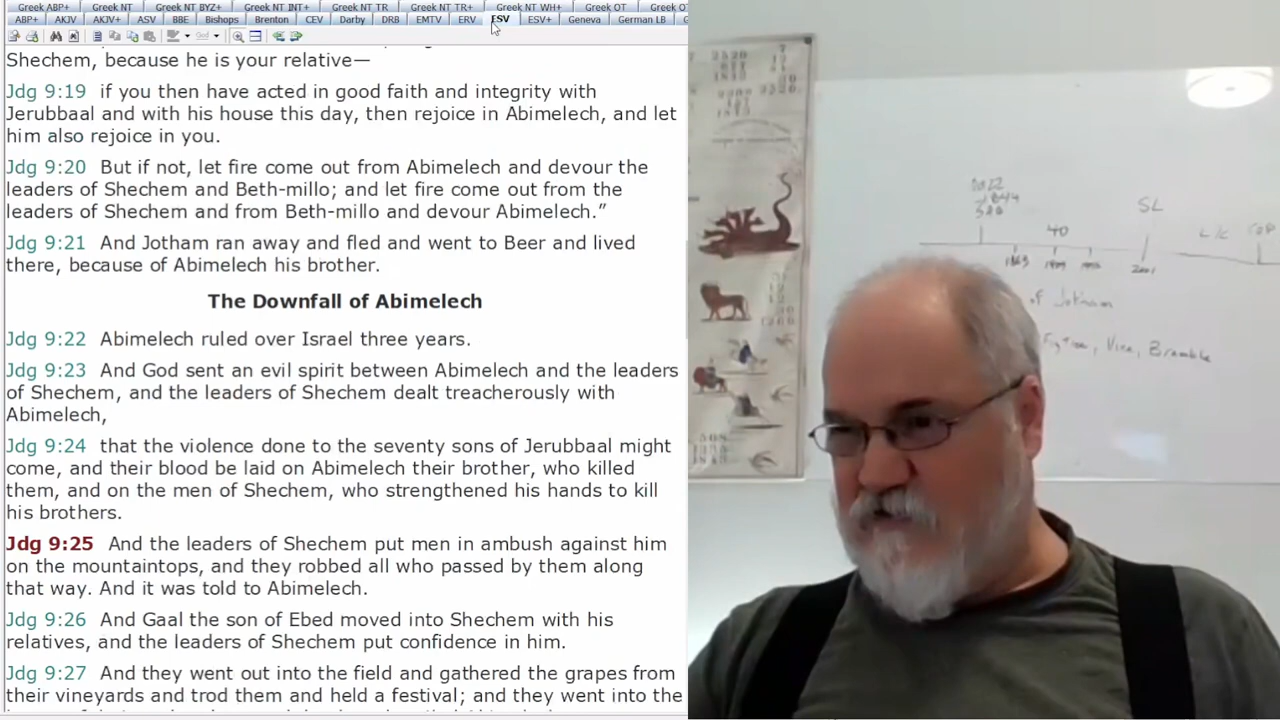 Greek ABP+ Greek NT Greek NT BYZ+ Greek NT INT+ Greek NT TR Greek NT TR+ Greek NT WH+ Greek OT
ABP+ AKJV AKJV+ ASV BBE Bishops Brenton CEV Darby DRB EMTV ERV ESV ESV+ Geneva German LB
Shechem, because he is your relative—
Jdg 9:19 if you then have acted in good faith and integrity with
Jerubbaal and with his house this day, then rejoice in Abimelech, and let
him also rejoice in you.
Jdg 9:20 But if not, let fire come out from Abimelech and devour the
leaders of Shechem and Beth-millo; and let fire come out from the
leaders of Shechem and from Beth-millo and devour Abimelech.”
Jdg 9:21 And Jotham ran away and fled and went to Beer and lived
there, because of Abimelech his brother.
The Downfall of Abimelech
Jdg 9:22 Abimelech ruled over Israel three years.
Jdg 9:23 And God sent an evil spirit between Abimelech and the leaders
of Shechem, and the leaders of Shechem dealt treacherously with
Abimelech,
Jdg 9:24 that the violence done to the seventy sons of Jerubbaal might
come, and their blood be laid on Abimelech their brother, who killed
them, and on the men of Shechem, who strengthened his hands to kill
his brothers.
Jdg 9:25 And the leaders of Shechem put men in ambush against him
on the mountaintops, and they robbed all who passed by them along
that way. And it was told to Abimelech.
Jdg 9:26 And Gaal the son of Ebed moved into Shechem with his
relatives, and the leaders of Shechem put confidence in him.
Jdg 9:27 And they went out into the field and gathered the grapes from
their vineyards and trod them and held a festival; and they went into the
2520
SL
40
1863
2001
of Jotham
Vine, Bramble